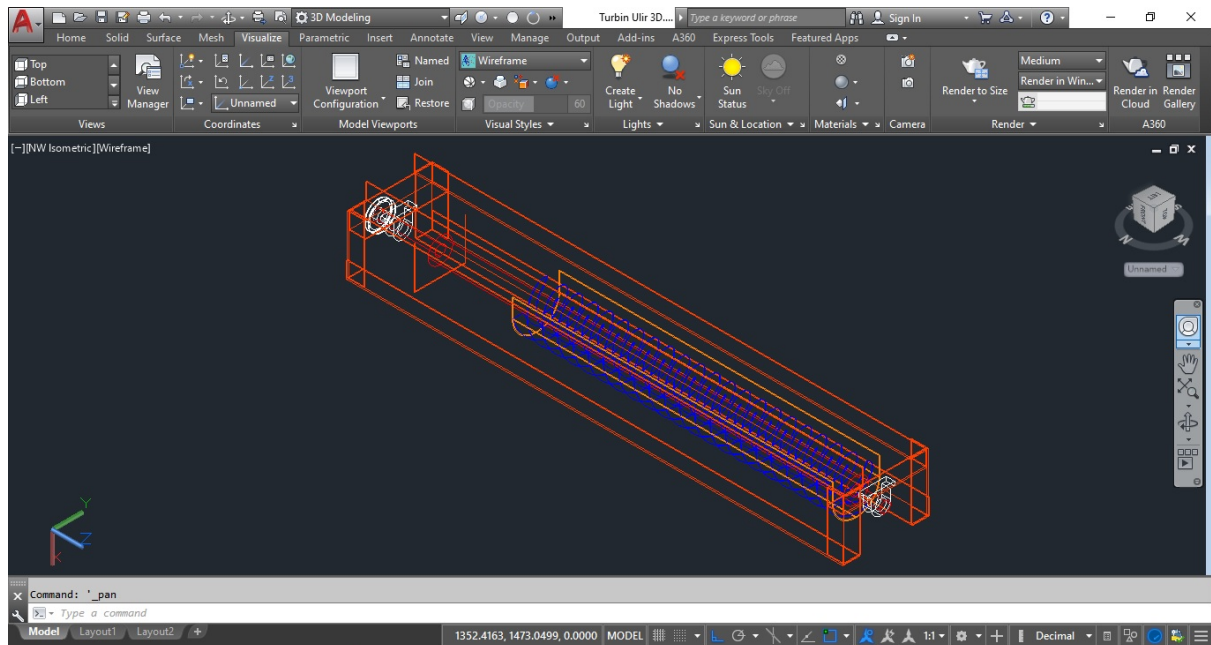 A 3D Modeling Turbin Ulir 3D.... Type a keyword or phrase Sign In
Home Solid Surface Mesh Visualize Parametric Insert Annotate View Manage Output Add-ins A360 Express Tools Featured Apps
Top Named Wireframe Medium
Bottom Join Render in Win...
Left Unnamed Restore Opacity 60
View Manager Viewport Configuration Create Light No Shadows Sun Status Sky Off Render to Size Render in Cloud Render Gallery
Views Coordinates Model Viewports Visual Styles Lights Sun & Location Materials Camera Render A360
[−][NW Isometric][Wireframe]
LEFT
FRONT
TOP
N
Unnamed
Y
Z
X
Command: '_pan
Type a command
Model Layout1 Layout2 +
1352.4163, 1473.0499, 0.0000 MODEL 1:1 Decimal